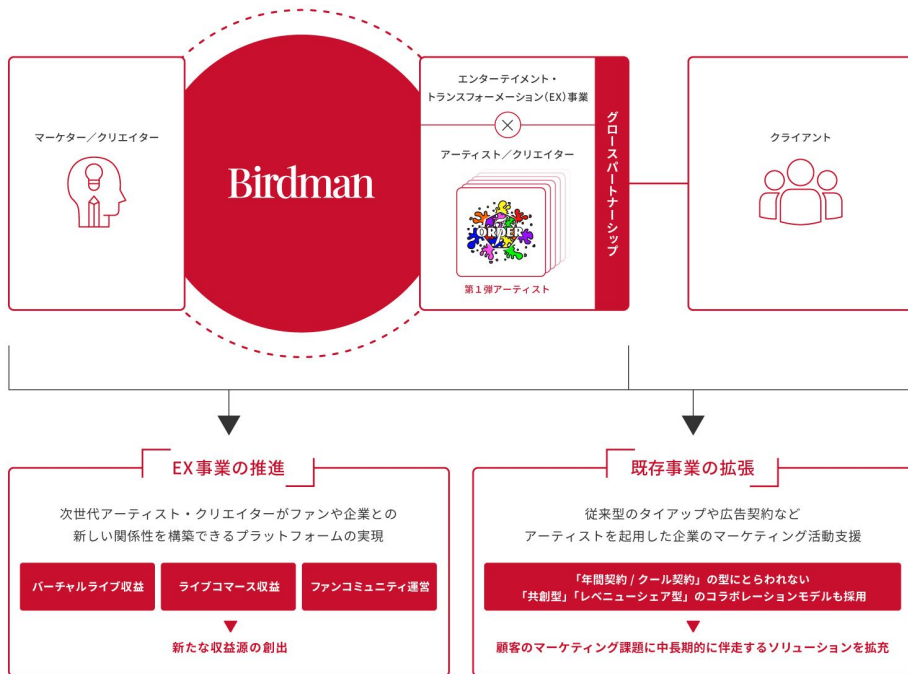 マーケター／クリエイター
Birdman
エンターテイメント・
トランスフォーメーション(EX)事業
アーティスト／クリエイター
ORDER
第1弾アーティスト
グロースパートナーシップ
クライアント
EX事業の推進
次世代アーティスト・クリエイターがファンや企業との
新しい関係性を構築できるプラットフォームの実現
バーチャルライブ収益
ライブコマース収益
ファンコミュニティ運営
新たな収益源の創出
既存事業の拡張
従来型のタイアップや広告契約など
アーティストを起用した企業のマーケティング活動支援
「年間契約 / クール契約」の型にとらわれない
「共創型」「レベニューシェア型」のコラボレーションモデルも採用
顧客のマーケティング課題に中長期的に伴走するソリューションを拡充